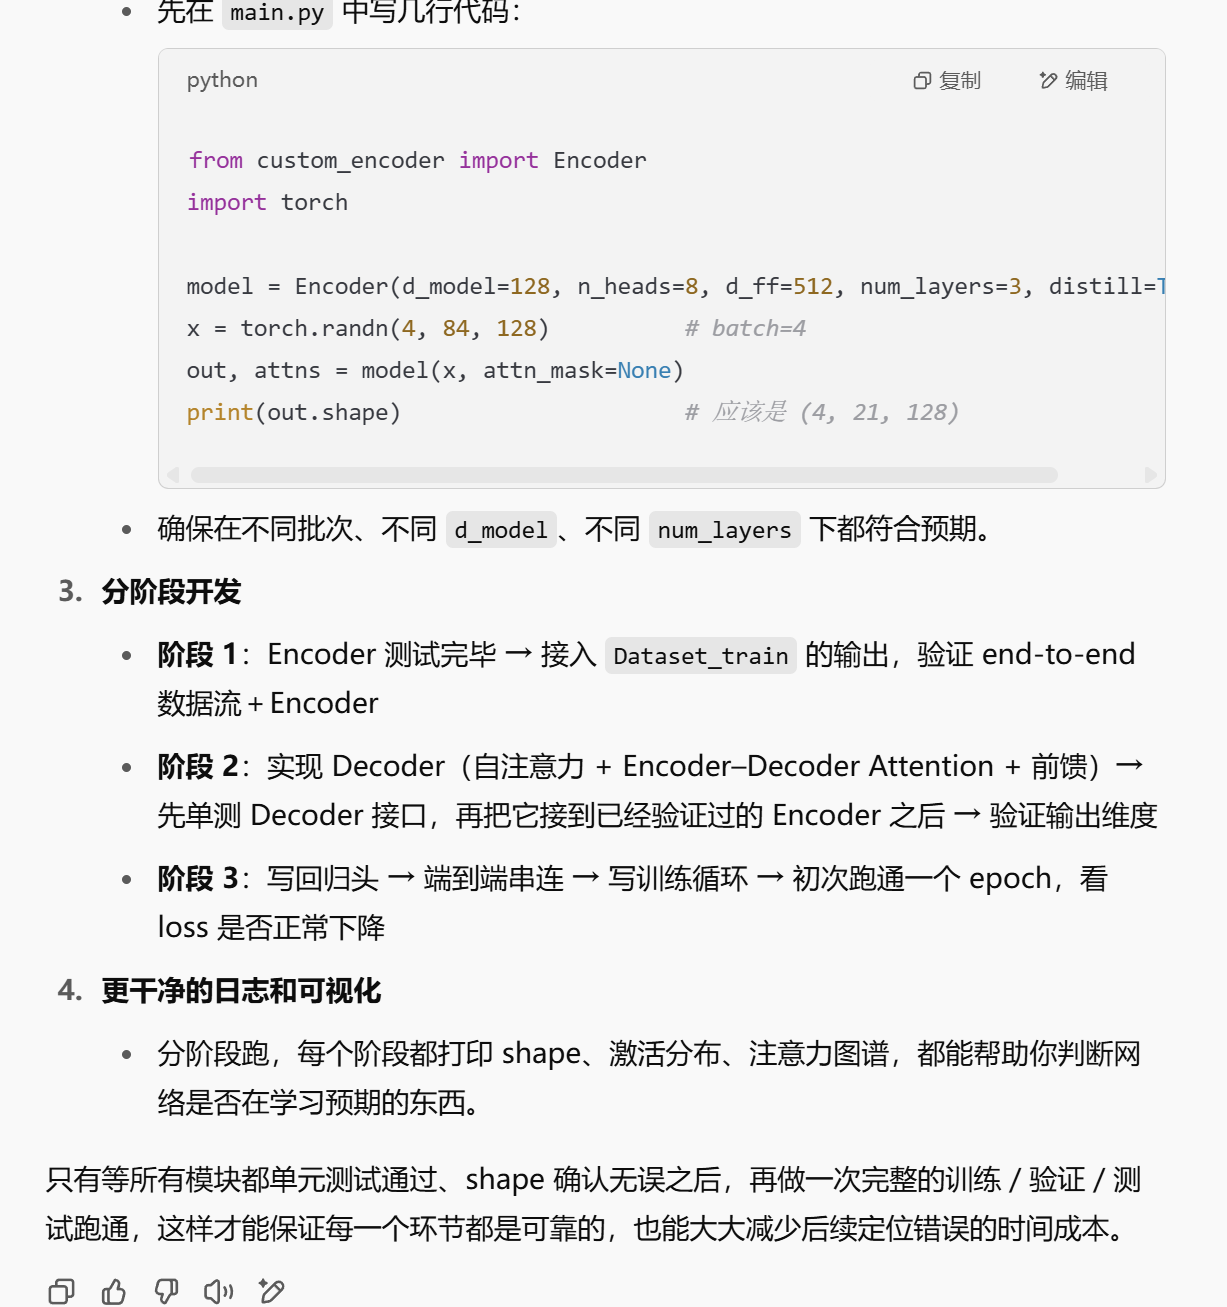 先在 main.py 中写几行代码：
python
复制
编辑
from custom_encoder import Encoder
import torch
model = Encoder(d_model=128, n_heads=8, d_ff=512, num_layers=3, distill=T
x = torch.randn(4, 84, 128) # batch=4
out, attns = model(x, attn_mask=None)
print(out.shape) # 应该是 (4, 21, 128)
确保在不同批次、不同 d_model、不同 num_layers 下都符合预期。
3. 分阶段开发
阶段 1：Encoder 测试完毕 → 接入 Dataset_train 的输出，验证 end-to-end
数据流 + Encoder
阶段 2：实现 Decoder（自注意力 + Encoder–Decoder Attention + 前馈）→
先单测 Decoder 接口，再把它接到已经验证过的 Encoder 之后 → 验证输出维度
阶段 3：写回归头 → 端到端串连 → 写训练循环 → 初次跑通一个 epoch，看
loss 是否正常下降
4. 更干净的日志和可视化
分阶段跑，每个阶段都打印 shape、激活分布、注意力图谱，都能帮助你判断网
络是否在学习预期的东西。
只有等所有模块都单元测试通过、shape 确认无误之后，再做一次完整的训练 / 验证 / 测
试跑通，这样才能保证每一个环节都是可靠的，也能大大减少后续定位错误的时间成本。